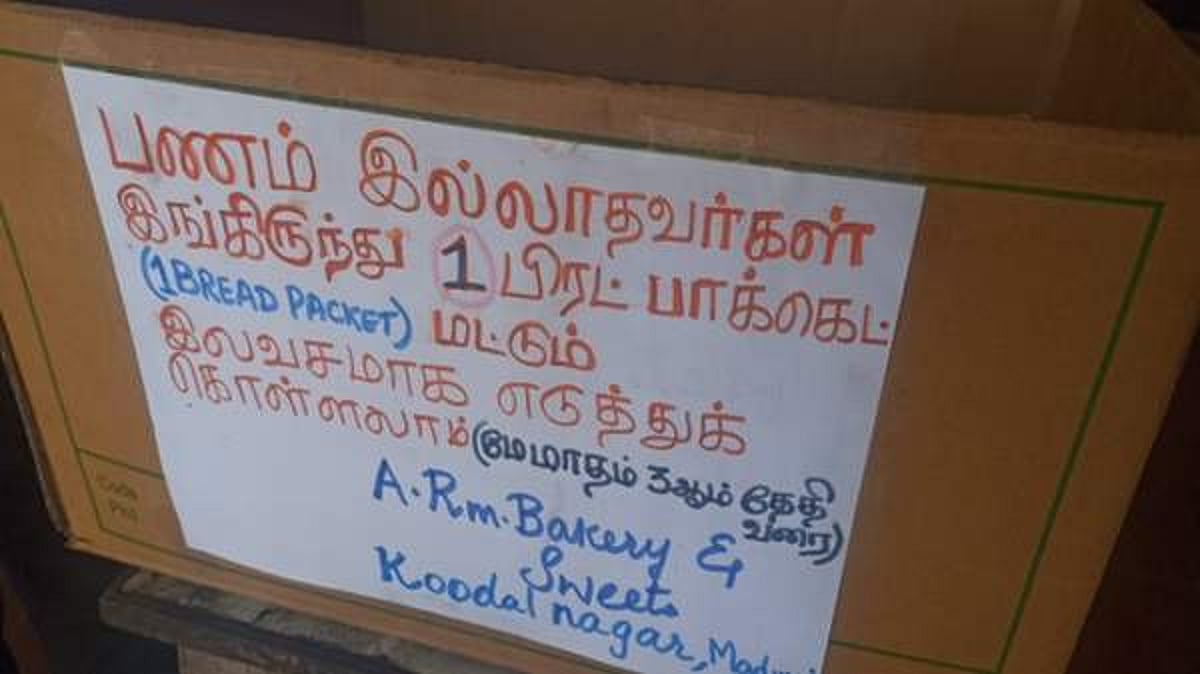 பணம் இல்லாதவர்கள்
இங்கிருந்து 1 பிரட் பாக்கெட்
(1 BREAD PACKET) மட்டும்
இலவசமாக எடுத்துக்
கொள்ளலாம் (மே மாதம் 3ஆம் தேதி
வரை)
A.R.m. Bakery &
Sweets
Koodal nagar,
Code